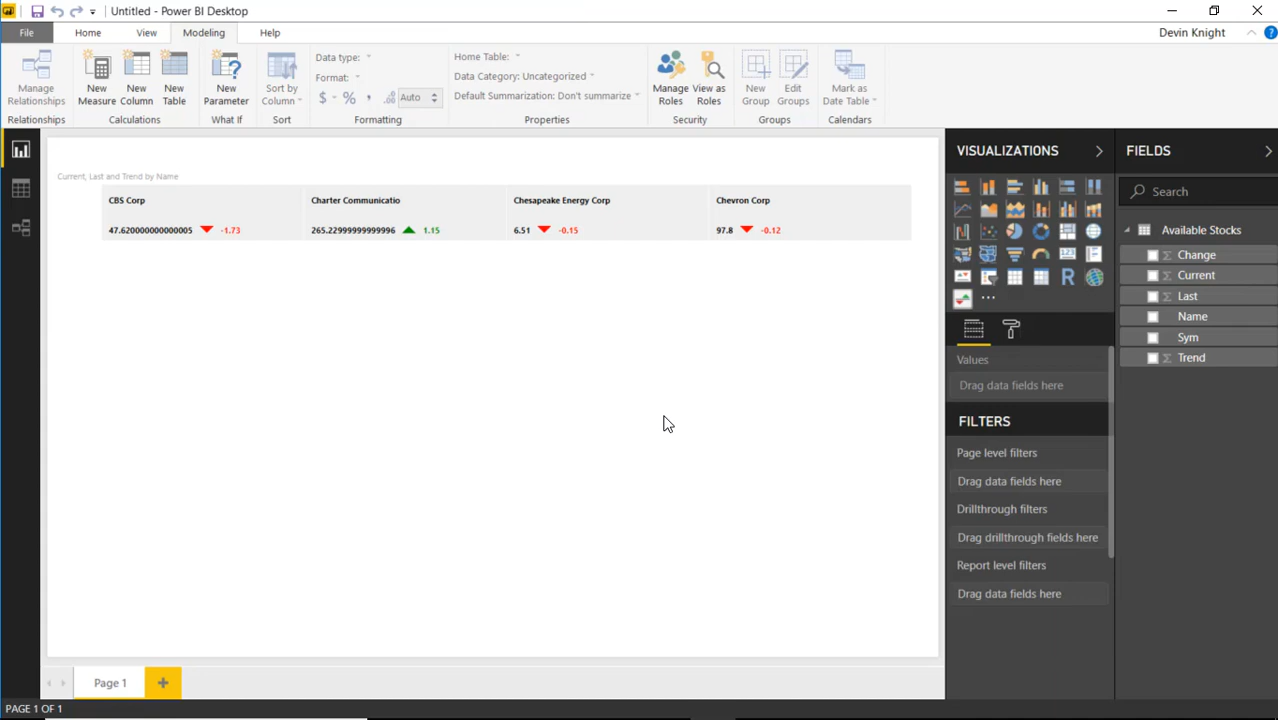 Untitled - Power BI Desktop
File Home View Modeling Help
Devin Knight
Manage Relationships
New Measure
New Column
New Table
New Parameter
Sort by Column
Data type:
Format:
$ % , Auto
Home Table:
Data Category: Uncategorized
Default Summarization: Don't summarize
Manage Roles
View as Roles
New Group
Edit Groups
Mark as Date Table
Relationships Calculations What If Sort Formatting Properties Security Groups Calendars
Current, Last and Trend by Name
CBS Corp Charter Communicatio Chesapeake Energy Corp Chevron Corp
47.620000000000005 -1.73 265.22999999999996 1.15 6.51 -0.15 97.8 -0.12
VISUALIZATIONS
R
Values
Drag data fields here
FILTERS
Page level filters
Drag data fields here
Drillthrough filters
Drag drillthrough fields here
Report level filters
Drag data fields here
FIELDS
Search
Available Stocks
Change
Current
Last
Name
Sym
Trend
Page 1
PAGE 1 OF 1